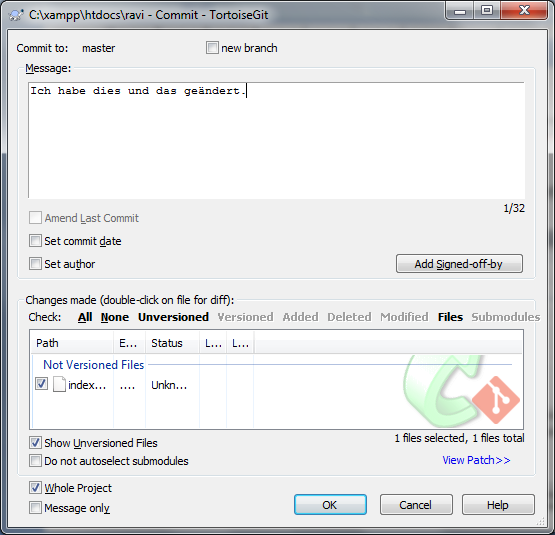 C:\xampp\htdocs\ravi - Commit - TortoiseGit
Commit to: master new branch
Message:
Ich habe dies und das geändert.
1/32
Amend Last Commit
Set commit date
Set author Add Signed-off-by
Changes made (double-click on file for diff):
Check: All None Unversioned Versioned Added Deleted Modified Files Submodules
Path E... Status L... L...
Not Versioned Files
index... .... Unkn...
Show Unversioned Files 1 files selected, 1 files total
Do not autoselect submodules View Patch>>
Whole Project
Message only
OK Cancel Help